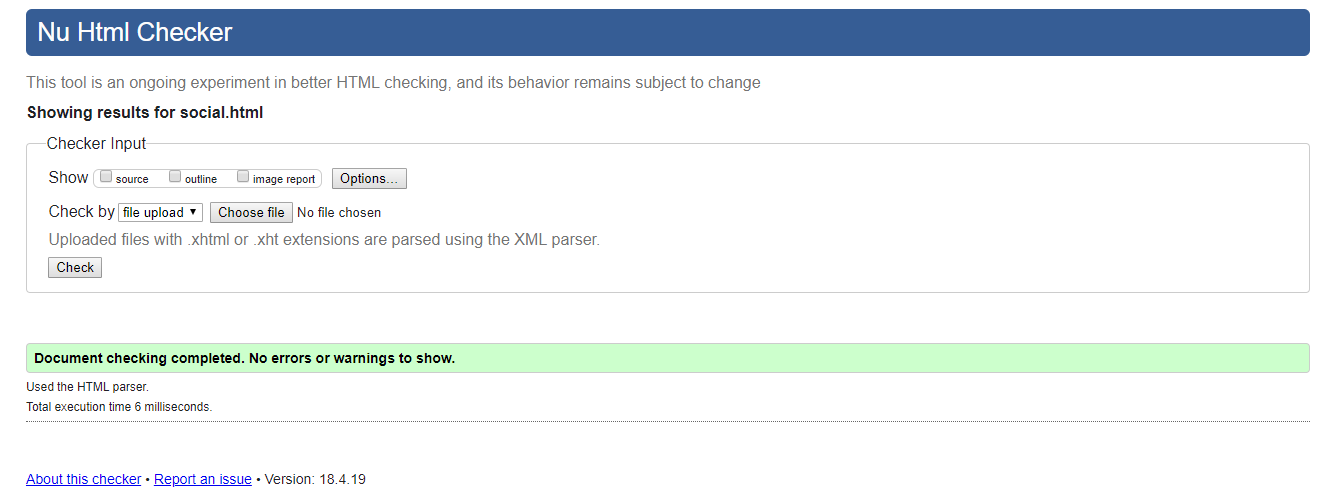 Nu Html Checker
This tool is an ongoing experiment in better HTML checking, and its behavior remains subject to change
Showing results for social.html
Checker Input
Show source outline image report Options...
Check by file upload Choose file No file chosen
Uploaded files with .xhtml or .xht extensions are parsed using the XML parser.
Check
Document checking completed. No errors or warnings to show.
Used the HTML parser.
Total execution time 6 milliseconds.
About this checker • Report an issue • Version: 18.4.19